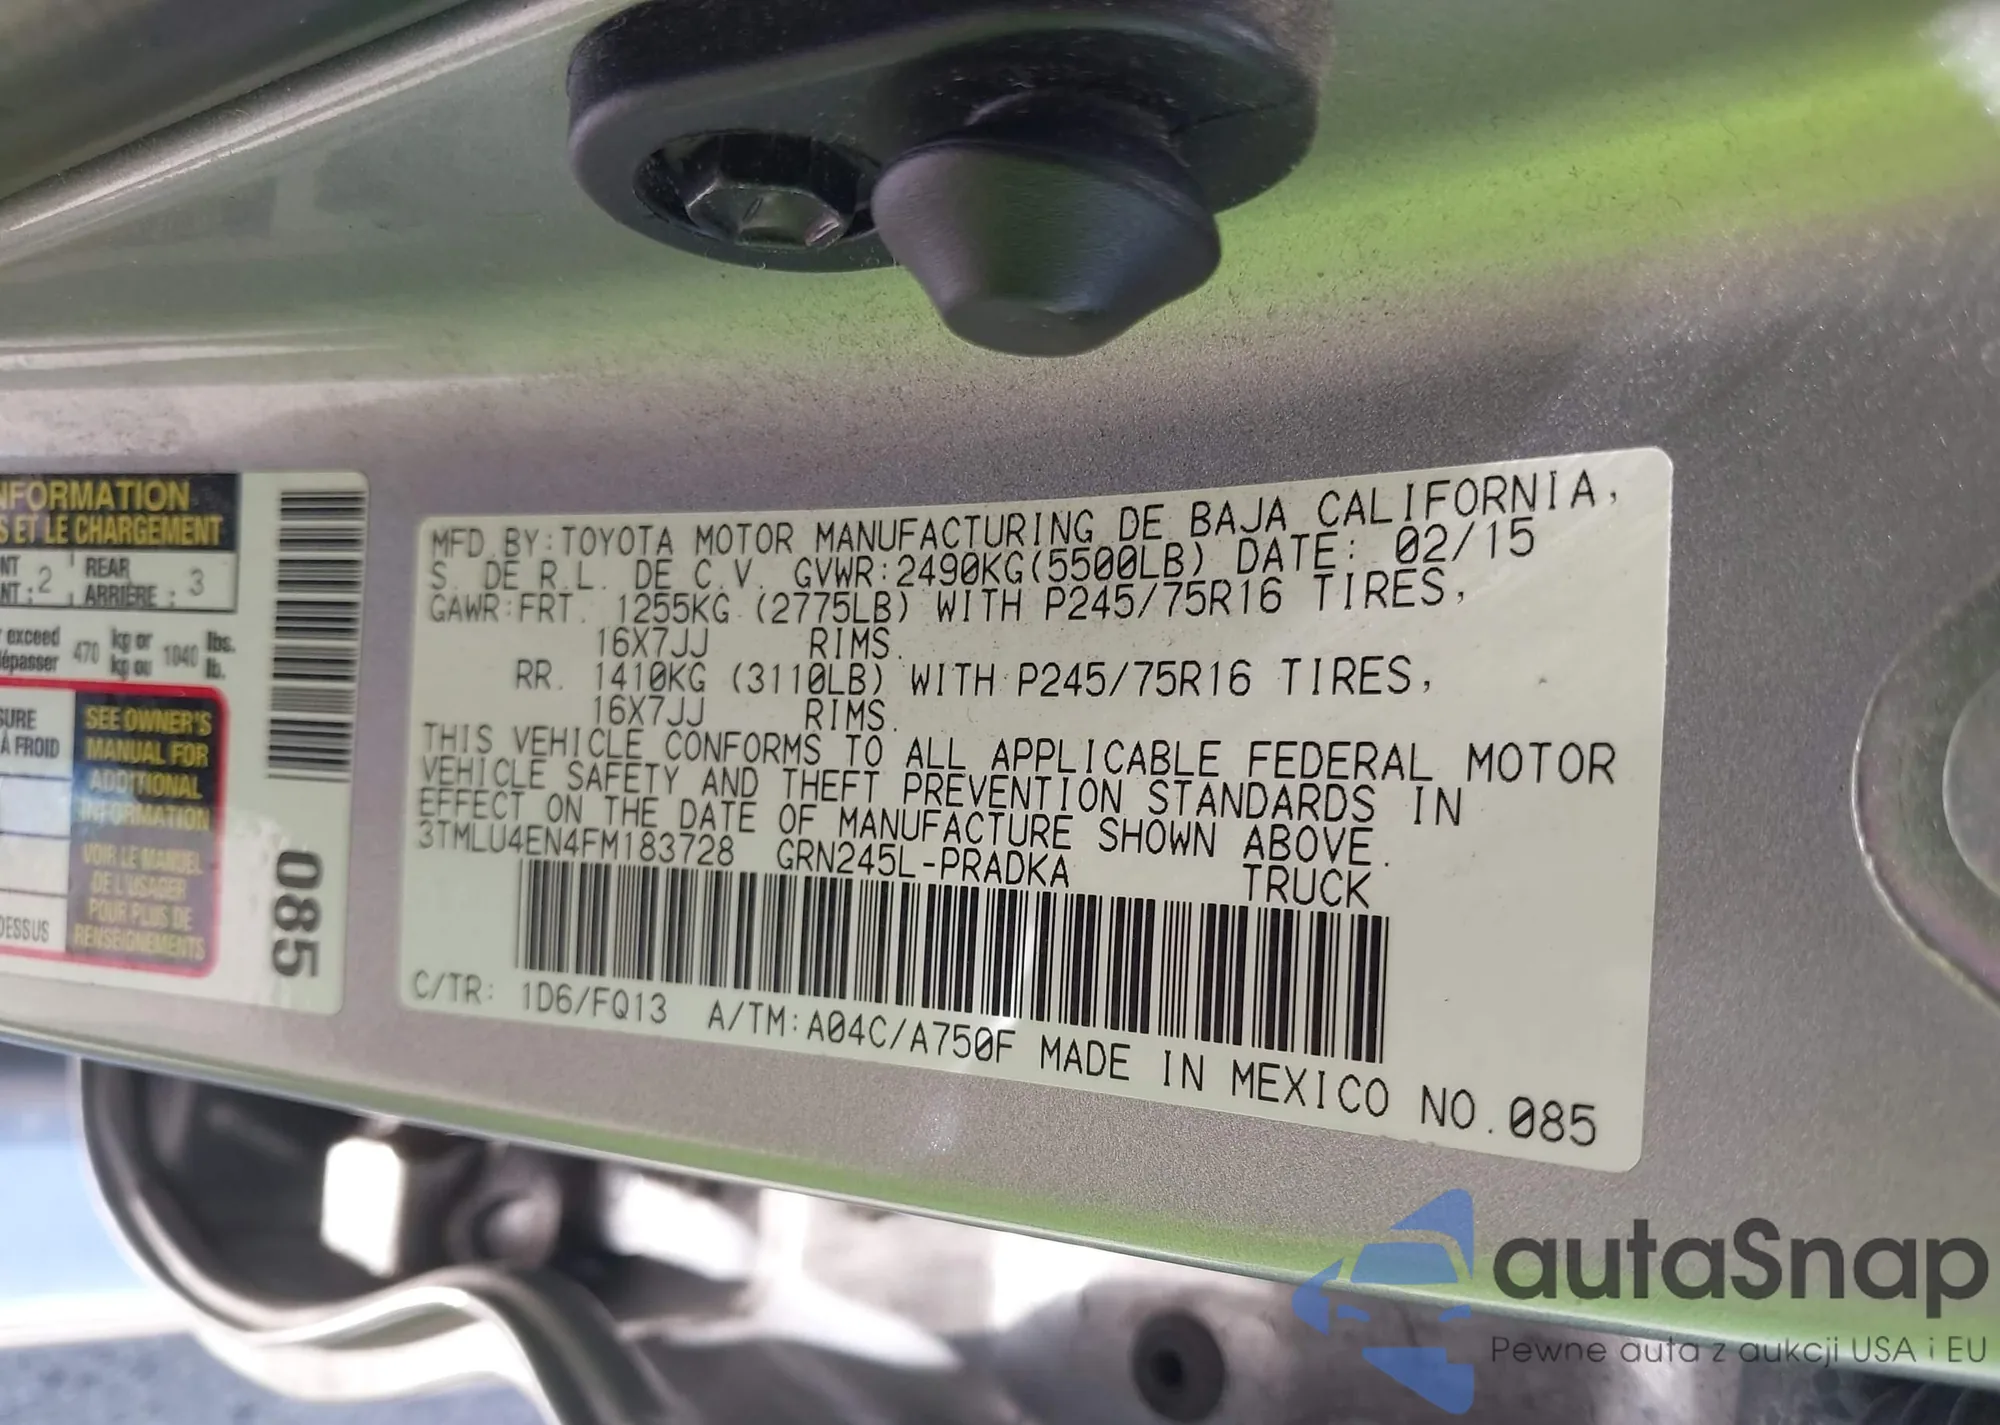 NFORMATION
S ET LE CHARGEMENT
NT : 2 REAR
NT : 2 ARRIÈRE : 3
exceed 470 kg or 1040 lbs.
dépasser kg ou lb.
SURE
À FROID
DESSUS
SEE OWNER'S
MANUAL FOR
ADDITIONAL
INFORMATION
VOIR LE MANUEL
DE L'USAGER
POUR PLUS DE
RENSEIGNEMENTS
085
MFD. BY: TOYOTA MOTOR MANUFACTURING DE BAJA CALIFORNIA,
S. DE R.L. DE C.V. GVWR: 2490KG(5500LB) DATE: 02/15
GAWR: FRT. 1255KG (2775LB) WITH P245/75R16 TIRES,
16X7JJ RIMS.
RR. 1410KG (3110LB) WITH P245/75R16 TIRES,
16X7JJ RIMS.
THIS VEHICLE CONFORMS TO ALL APPLICABLE FEDERAL MOTOR
VEHICLE SAFETY AND THEFT PREVENTION STANDARDS IN
EFFECT ON THE DATE OF MANUFACTURE SHOWN ABOVE.
3TMLU4EN4FM183728 GRN245L-PRADKA TRUCK
C/TR: 1D6/FQ13 A/TM: A04C/A750F MADE IN MEXICO NO.085
autaSnap
Pewne auta z aukcji USA i EU